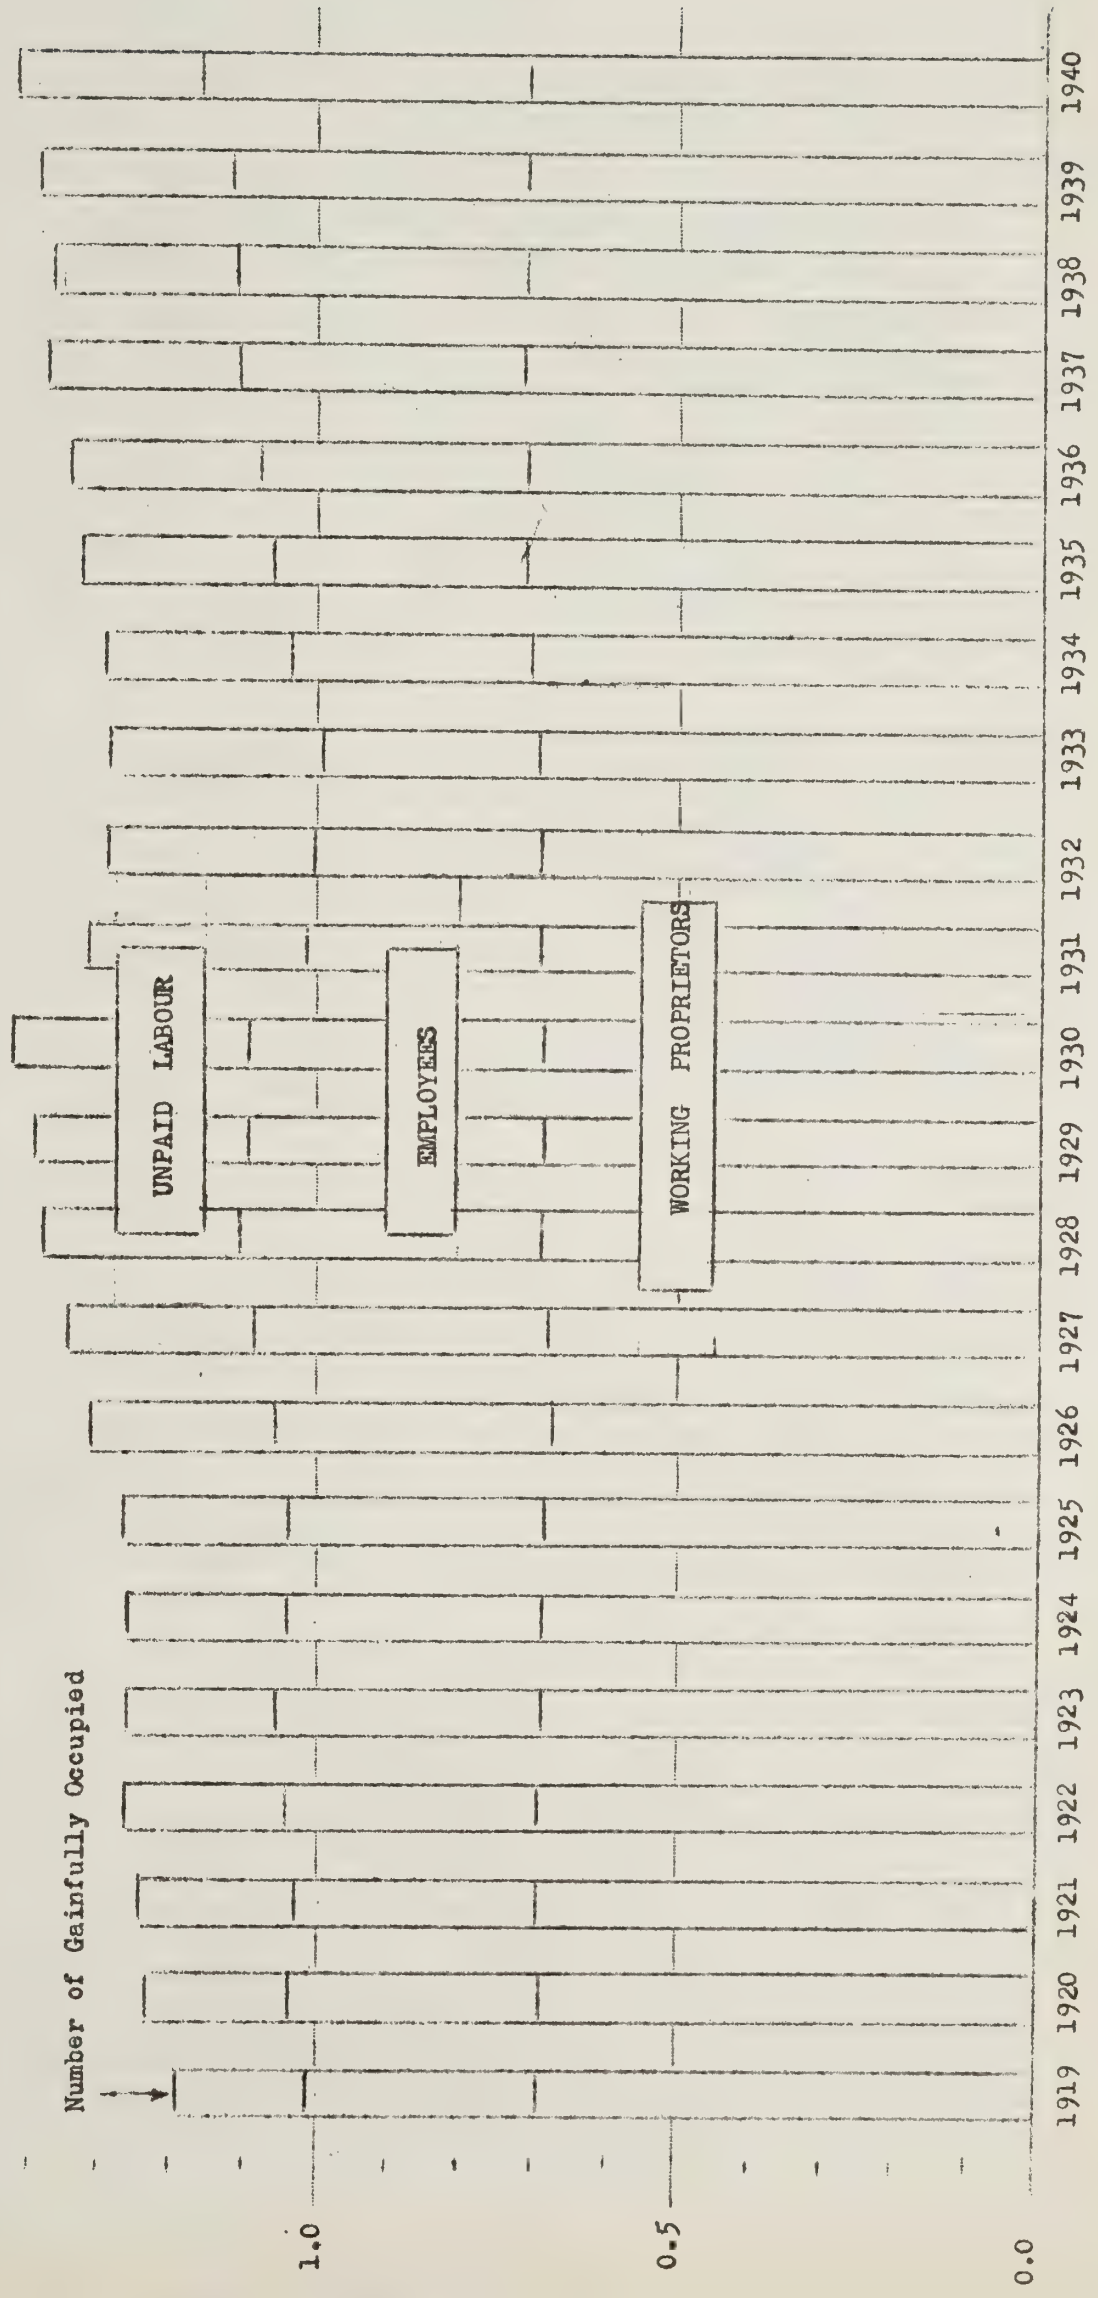 Number of Gainfully Occupied
UNPAID LABOUR
EMPLOYEES
WORKING PROPRIETORS
1.0
0.5
0.0
1919 1920 1921 1922 1923 1924 1925 1926 1927 1928 1929 1930 1931 1932 1933 1934 1935 1936 1937 1938 1939 1940